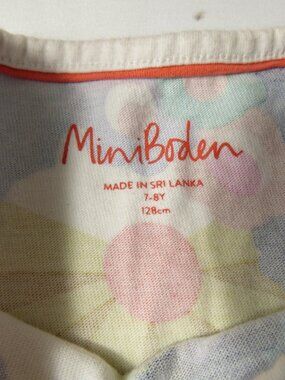 MiniBoden
MADE IN SRI LANKA
7-8Y
128cm